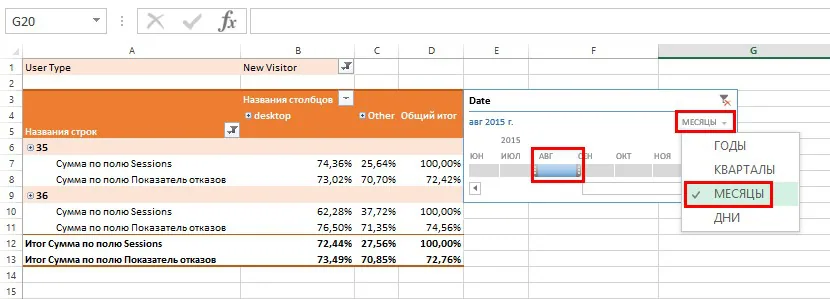 G20
fx
A B C D E F G
1 User Type New Visitor
2
3 Названия столбцов Date
4 desktop Other Общий итог авг 2015 г. МЕСЯЦЫ
5 Названия строк 2015 ГОДЫ
6 35 ИЮН ИЮЛ АВГ СЕН ОКТ НОЯ КВАРТАЛЫ
7 Сумма по полю Sessions 74,36% 25,64% 100,00%
8 Сумма по полю Показатель отказов 73,02% 70,70% 72,42% МЕСЯЦЫ
9 36 ДНИ
10 Сумма по полю Sessions 62,28% 37,72% 100,00%
11 Сумма по полю Показатель отказов 76,50% 71,35% 74,56%
12 Итог Сумма по полю Sessions 72,44% 27,56% 100,00%
13 Итог Сумма по полю Показатель отказов 73,49% 70,85% 72,76%
14
15